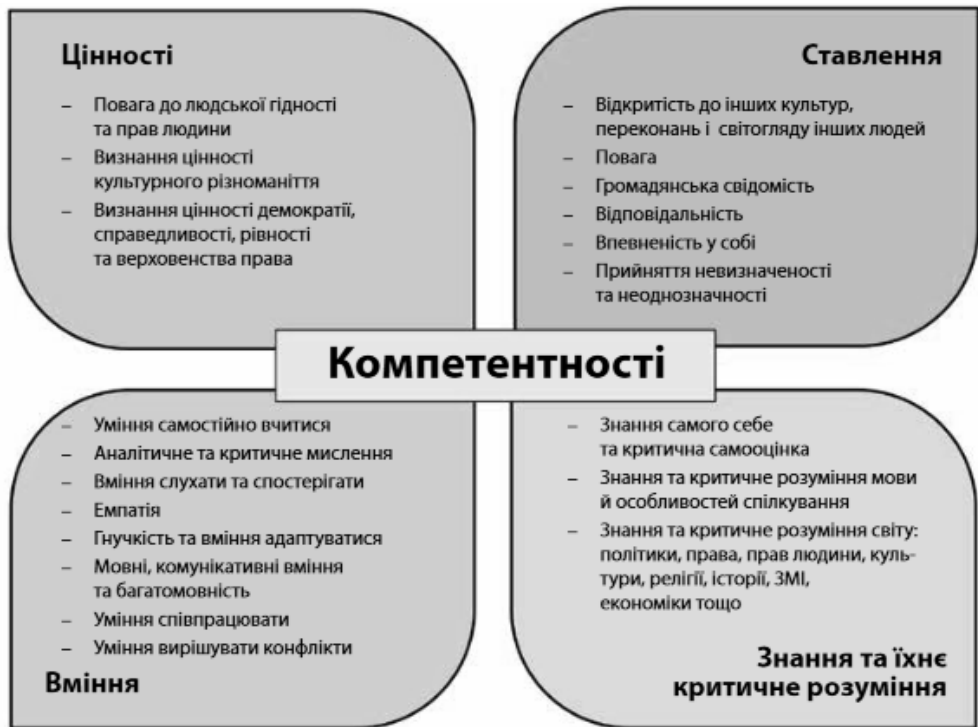 Цінності
– Повага до людської гідності
та прав людини
– Визнання цінності
культурного різноманіття
– Визнання цінності демократії,
справедливості, рівності
та верховенства права
Ставлення
– Відкритість до інших культур,
переконань і світогляду інших людей
– Повага
– Громадянська свідомість
– Відповідальність
– Впевненість у собі
– Прийняття невизначеності
та неоднозначності
Компетентності
– Уміння самостійно вчитися
– Аналітичне та критичне мислення
– Вміння слухати та спостерігати
– Емпатія
– Гнучкість та вміння адаптуватися
– Мовні, комунікативні вміння
та багатомовність
– Уміння співпрацювати
– Уміння вирішувати конфлікти
Вміння
– Знання самого себе
та критична самооцінка
– Знання та критичне розуміння мови
й особливостей спілкування
– Знання та критичне розуміння світу:
політики, права, прав людини, куль-
тури, релігії, історії, ЗМІ,
економіки тощо
Знання та їхнє
критичне розуміння